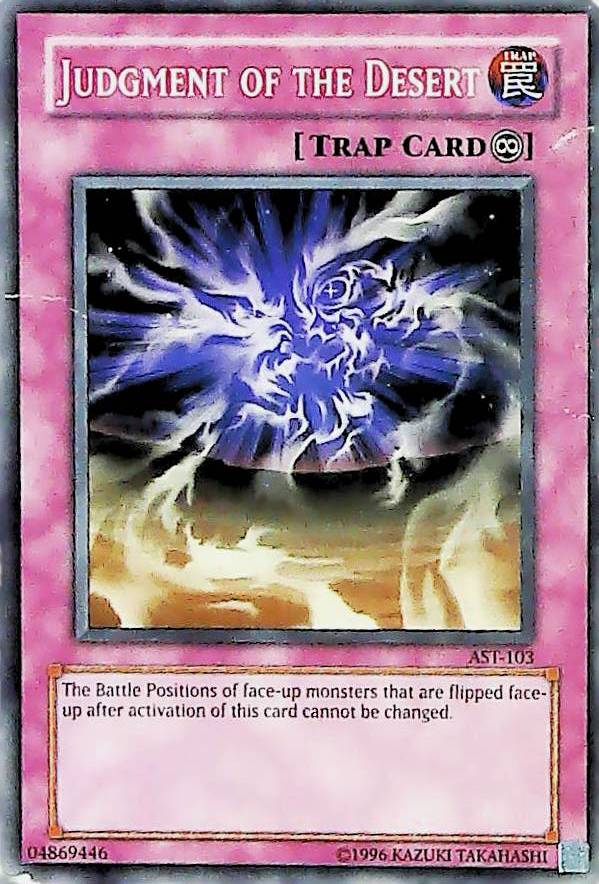 JUDGMENT OF THE DESERT
TRAP
罠
[TRAP CARD∞]
AST-103
The Battle Positions of face-up monsters that are flipped face-
up after activation of this card cannot be changed.
04869446
©1996 KAZUKI TAKAHASHI